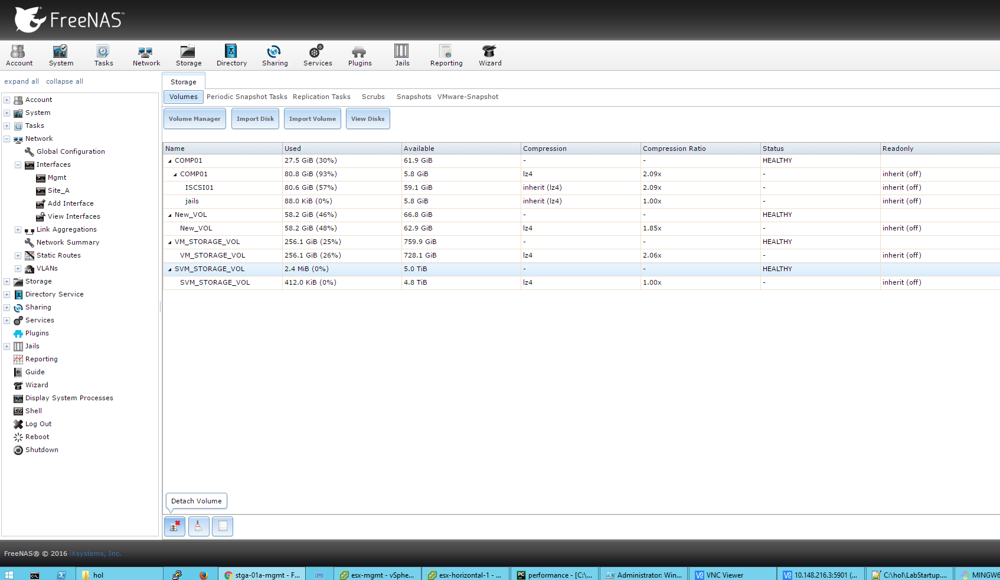 FreeNAS™
Account System Tasks Network Storage Directory Sharing Services Plugins Jails Reporting Wizard
expand all collapse all
Account
System
Tasks
Network
Global Configuration
Interfaces
Mgmt
Site_A
Add Interface
View Interfaces
Link Aggregations
Network Summary
Static Routes
VLANs
Storage
Directory Service
Sharing
Services
Plugins
Jails
Reporting
Guide
Wizard
Display System Processes
Shell
Log Out
Reboot
Shutdown
Storage
Volumes Periodic Snapshot Tasks Replication Tasks Scrubs Snapshots VMware-Snapshot
Volume Manager Import Disk Import Volume View Disks
Name Used Available Compression Compression Ratio Status Readonly
COMP01 27.5 GiB (30%) 61.9 GiB - - HEALTHY
COMP01 80.8 GiB (93%) 5.8 GiB lz4 2.09x - inherit (off)
ISCSI01 80.6 GiB (57%) 59.1 GiB inherit (lz4) 2.09x - inherit (off)
jails 88.0 KiB (0%) 5.8 GiB inherit (lz4) 1.00x - inherit (off)
New_VOL 58.2 GiB (46%) 66.8 GiB - - HEALTHY
New_VOL 58.2 GiB (48%) 62.9 GiB lz4 1.85x - inherit (off)
VM_STORAGE_VOL 256.1 GiB (25%) 759.9 GiB - - HEALTHY
VM_STORAGE_VOL 256.1 GiB (26%) 728.1 GiB lz4 2.06x - inherit (off)
SVM_STORAGE_VOL 2.4 MiB (0%) 5.0 TiB - - HEALTHY
SVM_STORAGE_VOL 412.0 KiB (0%) 4.8 TiB lz4 1.00x - inherit (off)
Detach Volume
FreeNAS® © 2016 iXsystems, Inc.
hol stga-01a-mgmt - F... esx-mgmt - vSphe... esx-horizontal-1 - ... performance - [C:\... Administrator: Win... VNC Viewer 10.148.216.3:5901 (... C:\hol\LabStartup.... MINGW6